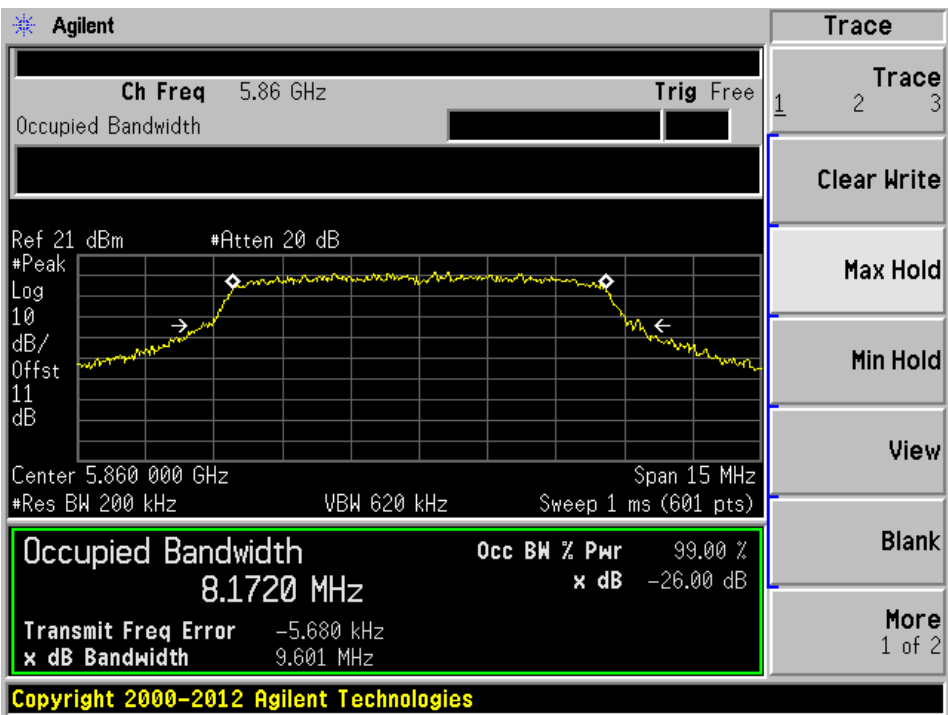 Agilent
Trace
Ch Freq 5.86 GHz Trig Free
Occupied Bandwidth
Trace
1 2 3
Clear Write
Max Hold
Min Hold
View
Blank
More
1 of 2
Ref 21 dBm #Atten 20 dB
#Peak
Log
10
dB/
Offst
11
dB
Center 5.860 000 GHz Span 15 MHz
#Res BW 200 kHz VBW 620 kHz Sweep 1 ms (601 pts)
Occupied Bandwidth
8.1720 MHz
Occ BW % Pwr 99.00 %
x dB -26.00 dB
Transmit Freq Error -5.680 kHz
x dB Bandwidth 9.601 MHz
Copyright 2000-2012 Agilent Technologies